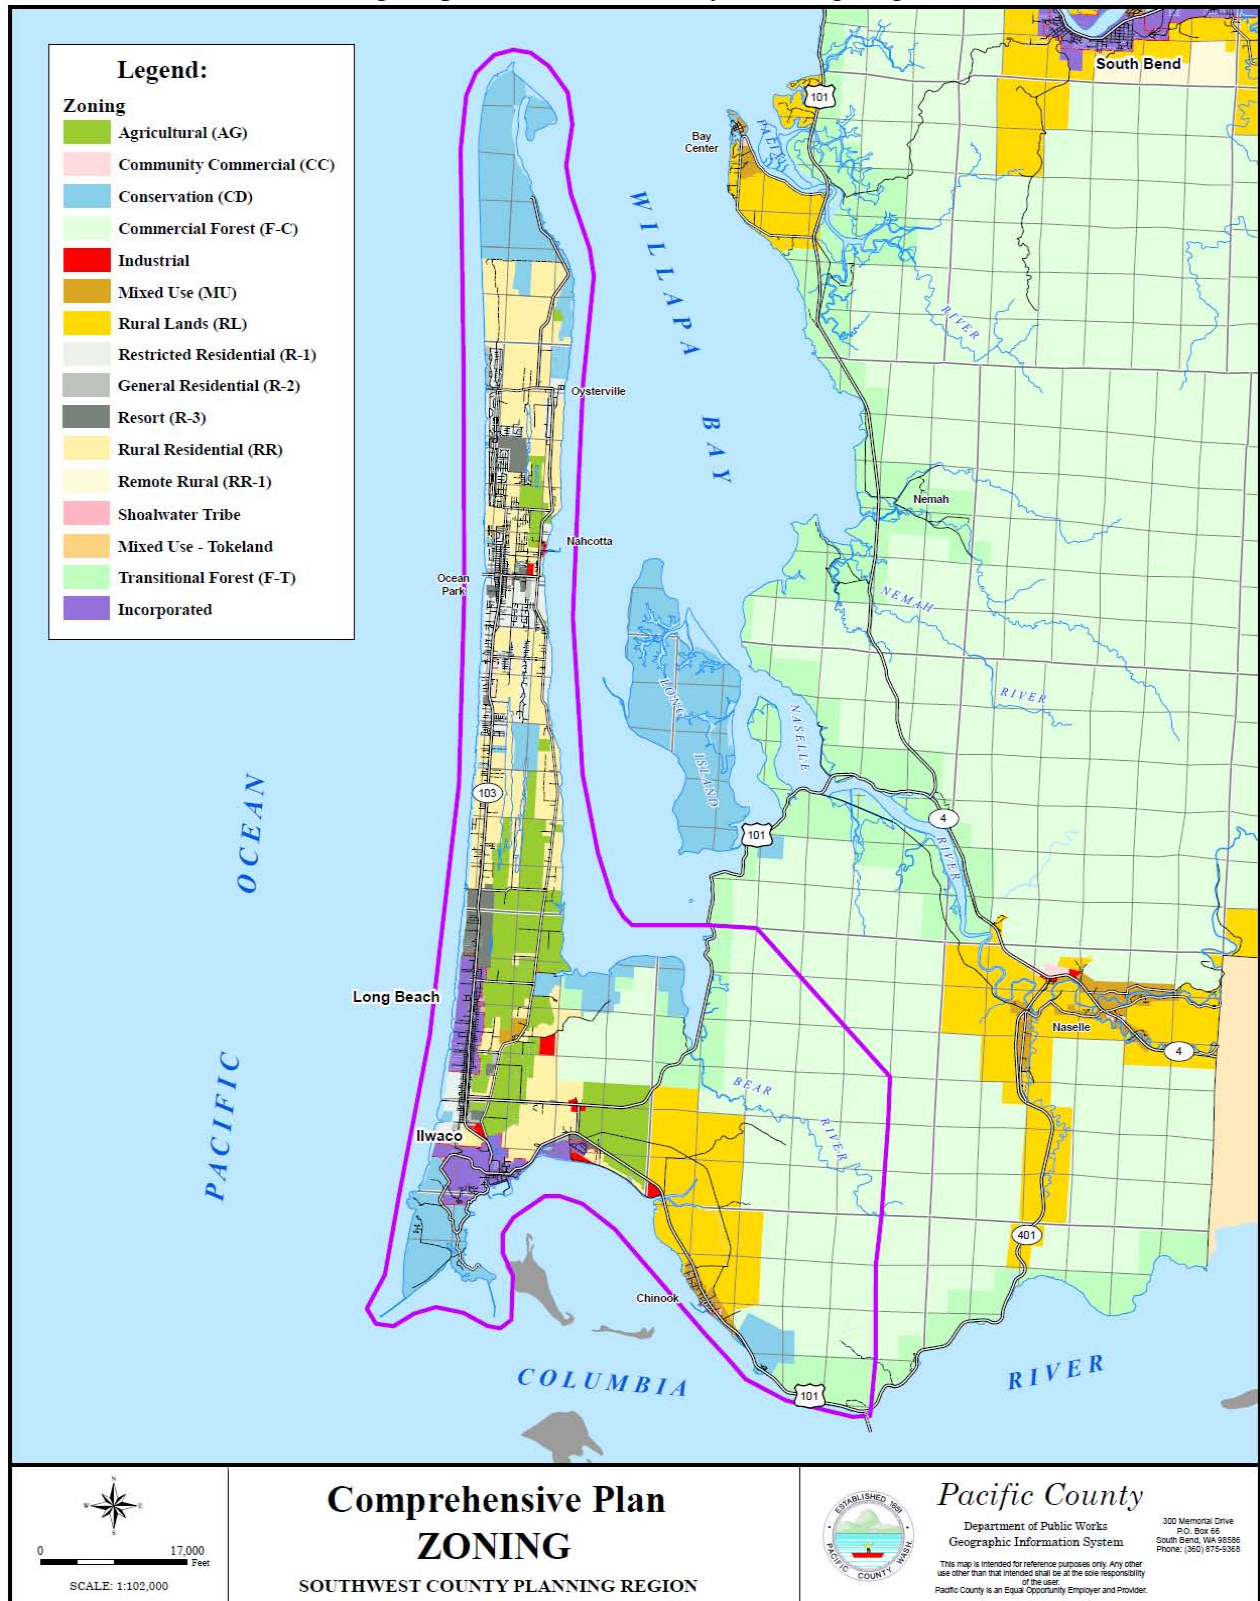 Legend:
Zoning
Agricultural (AG)
Community Commercial (CC)
Conservation (CD)
Commercial Forest (F-C)
Industrial
Mixed Use (MU)
Rural Lands (RL)
Restricted Residential (R-1)
General Residential (R-2)
Resort (R-3)
Rural Residential (RR)
Remote Rural (RR-1)
Shoalwater Tribe
Mixed Use - Tokeland
Transitional Forest (F-T)
Incorporated
South Bend
101
Bay
Center
PALIX
RIVER
WILLAPA BAY
Oysterville
Nemah
Nahcotta
Ocean
Park
NEMAH
RIVER
LONG
ISLAND
NASELLE
RIVER
103
101
4
PACIFIC OCEAN
Long Beach
Naselle
4
BEAR
RIVER
Ilwaco
401
Chinook
COLUMBIA RIVER
101
N
W
E
S
0 17,000
Feet
SCALE: 1:102,000
Comprehensive Plan
ZONING
SOUTHWEST COUNTY PLANNING REGION
ESTABLISHED 1851
PACIFIC COUNTY WASH.
Pacific County
Department of Public Works
Geographic Information System
This map is intended for reference purposes only. Any other
use other than that intended shall be at the sole responsibility
of the user.
Pacific County is an Equal Opportunity Employer and Provider.
300 Memorial Drive
P.O. Box 66
South Bend, WA 98586
Phone: (360) 875-9368